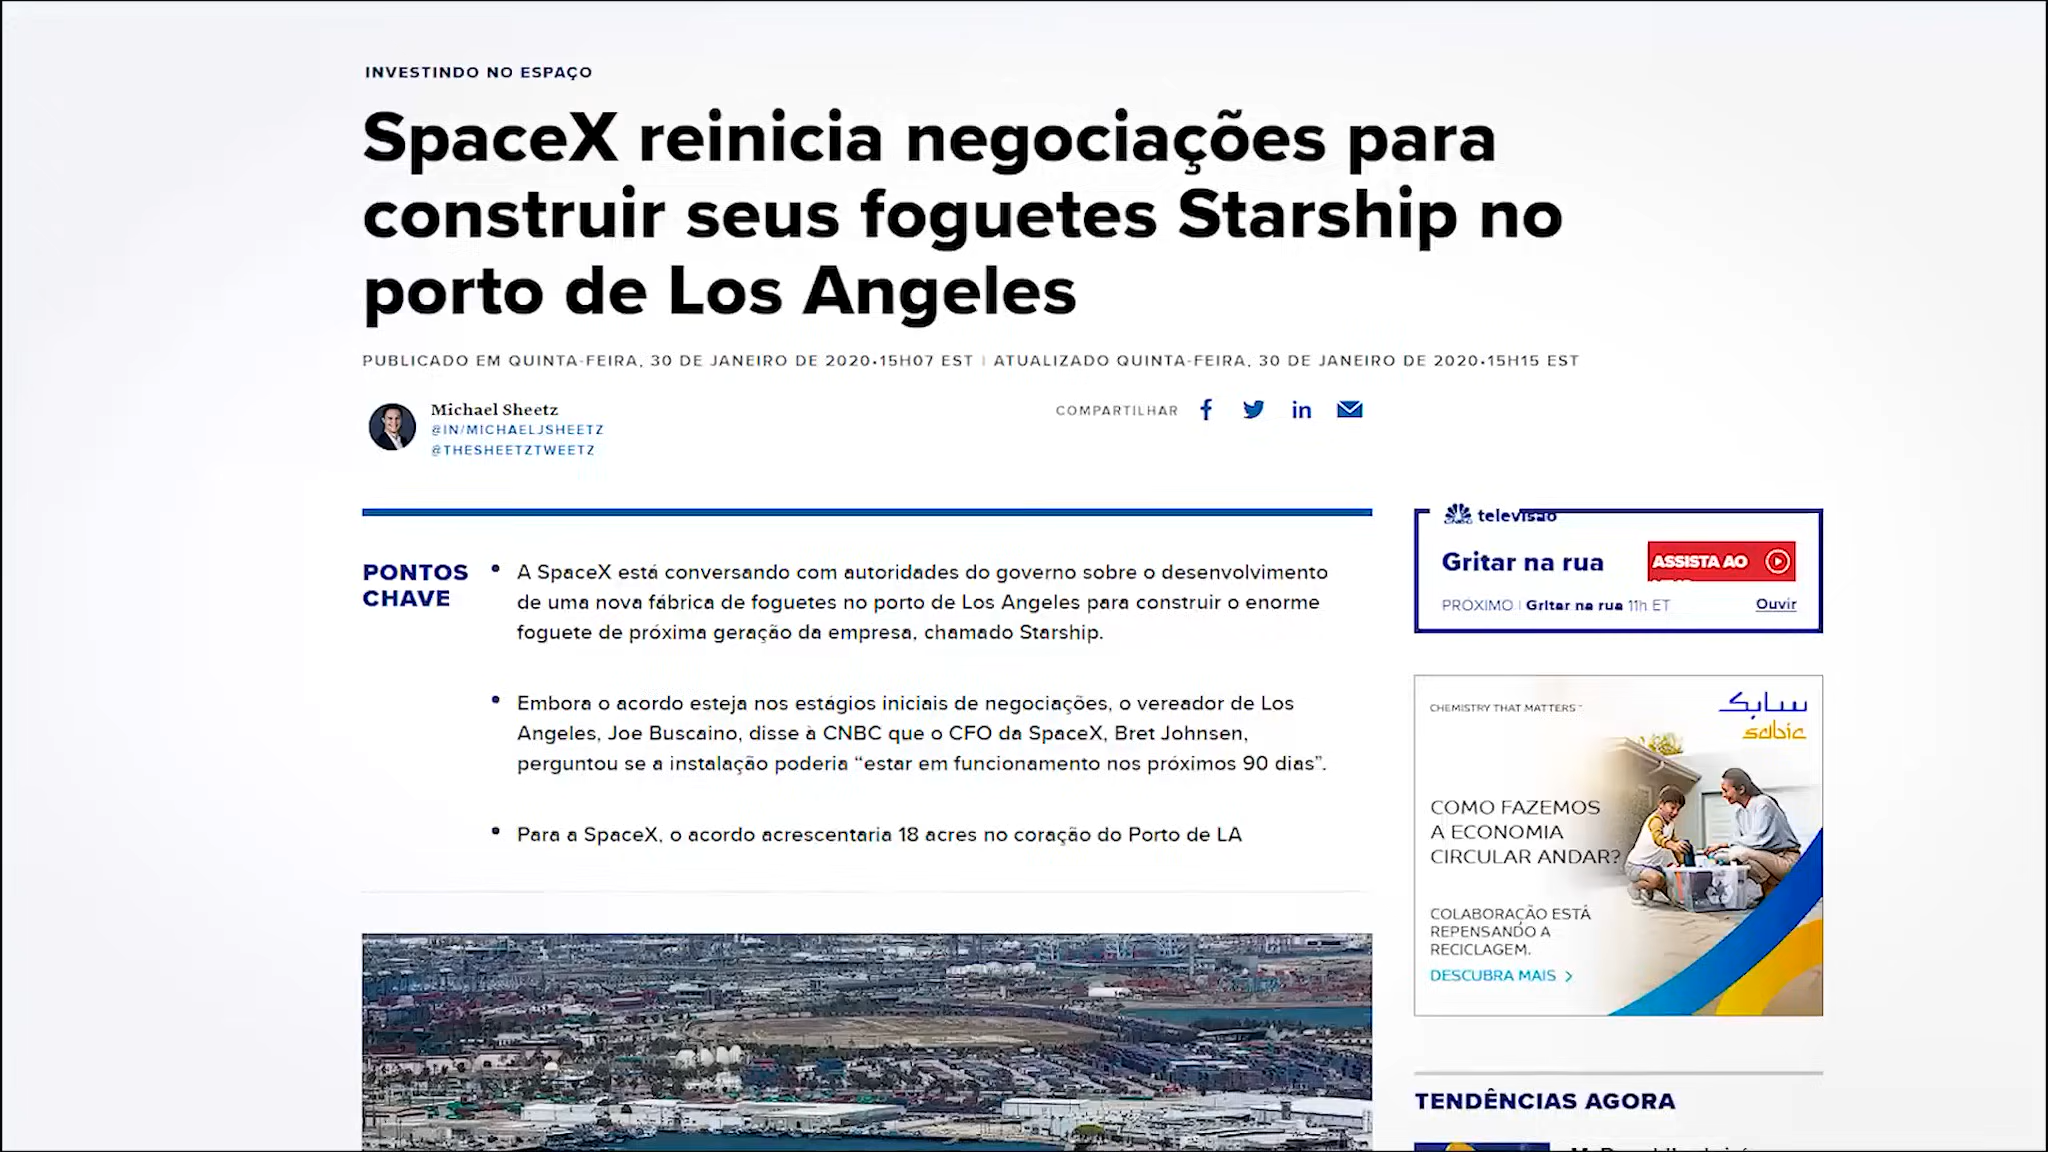 INVESTINDO NO ESPAÇO
SpaceX reinicia negociações para
construir seus foguetes Starship no
porto de Los Angeles
PUBLICADO EM QUINTA-FEIRA, 30 DE JANEIRO DE 2020•15H07 EST | ATUALIZADO QUINTA-FEIRA, 30 DE JANEIRO DE 2020•15H15 EST
Michael Sheetz
@IN/MICHAELJSHEETZ
@THESHEETZTWEETZ
COMPARTILHAR
PONTOS
CHAVE
• A SpaceX está conversando com autoridades do governo sobre o desenvolvimento
de uma nova fábrica de foguetes no porto de Los Angeles para construir o enorme
foguete de próxima geração da empresa, chamado Starship.
• Embora o acordo esteja nos estágios iniciais de negociações, o vereador de Los
Angeles, Joe Buscaino, disse à CNBC que o CFO da SpaceX, Bret Johnsen,
perguntou se a instalação poderia “estar em funcionamento nos próximos 90 dias”.
• Para a SpaceX, o acordo acrescentaria 18 acres no coração do Porto de LA
CNBC televisão
Gritar na rua
ASSISTA AO
PRÓXIMO | Gritar na rua 11h ET
Ouvir
CHEMISTRY THAT MATTERS™
سابك
sabic
COMO FAZEMOS
A ECONOMIA
CIRCULAR ANDAR?
COLABORAÇÃO ESTÁ
REPENSANDO A
RECICLAGEM.
DESCUBRA MAIS >
TENDÊNCIAS AGORA